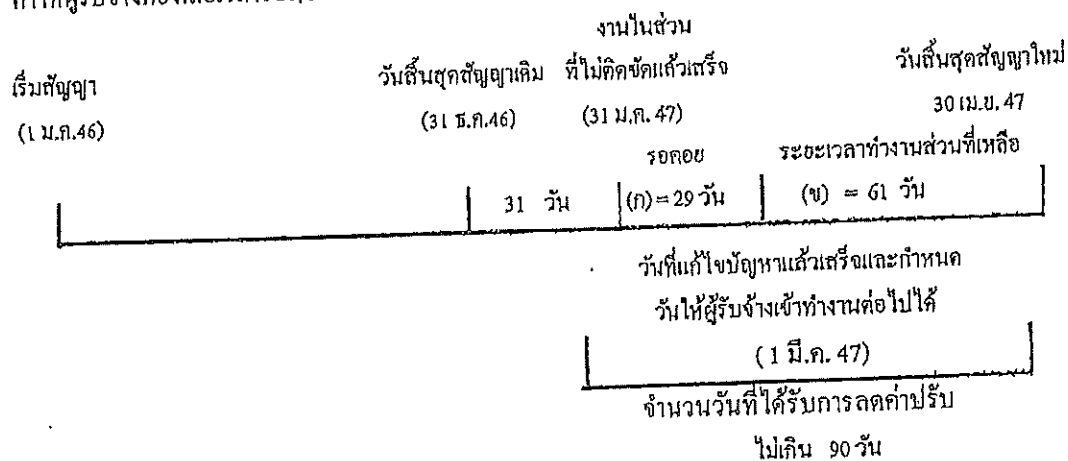 งานในส่วน
เริ่มสัญญา วันสิ้นสุดสัญญาเดิม ที่ไม่ติดขัดแล้วเสร็จ วันสิ้นสุดสัญญาใหม่
(1 ม.ค.46) (31 ธ.ค.46) (31 ม.ค. 47) 30 เม.ย. 47
รอคอย ระยะเวลาทำงานส่วนที่เหลือ
31 วัน (ก) = 29 วัน (ข) = 61 วัน
วันที่แก้ไขปัญหาแล้วเสร็จและกำหนด
วันให้ผู้รับจ้างเข้าทำงานต่อไปได้
(1 มี.ค. 47)
จำนวนวันที่ได้รับการลดค่าปรับ
ไม่เกิน 90 วัน